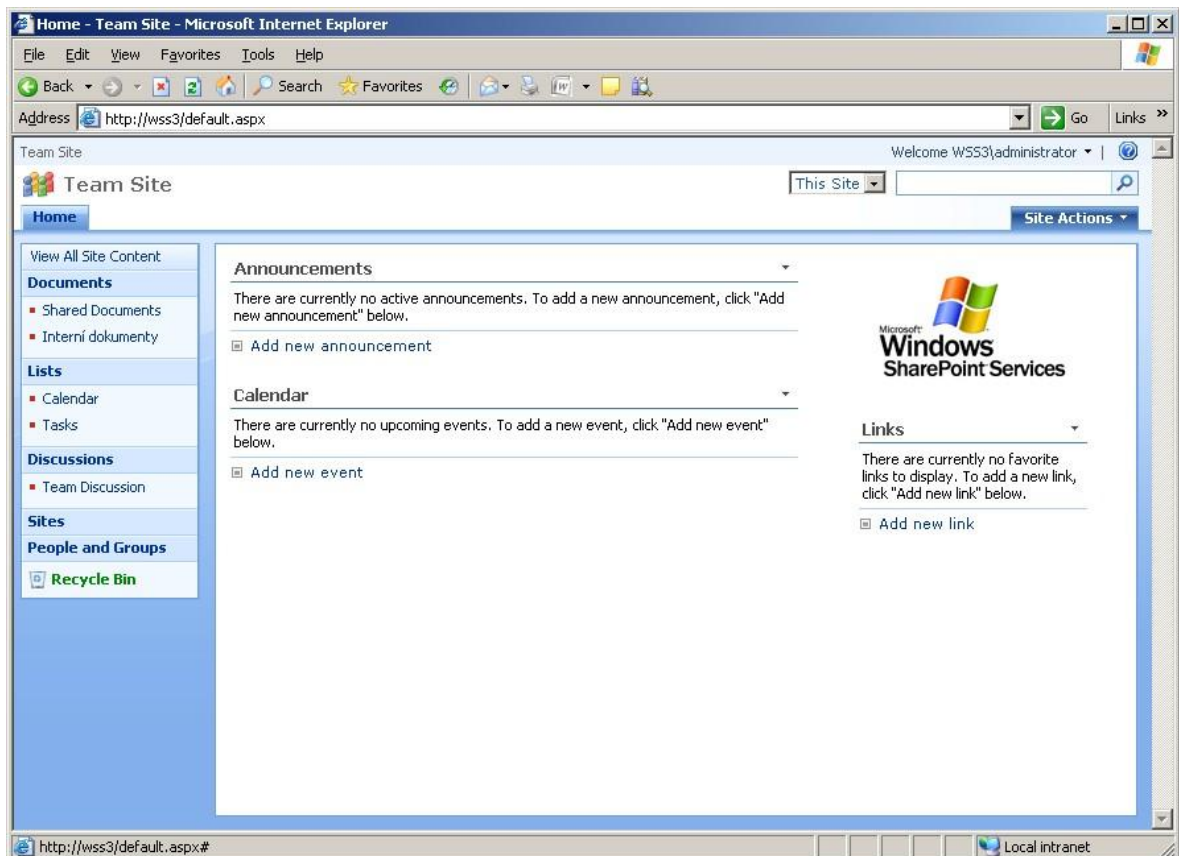 Home - Team Site - Microsoft Internet Explorer
File Edit View Favorites Tools Help
Back Search Favorites
Address http://wss3/default.aspx Go Links »
Team Site Welcome WSS3\administrator
Team Site This Site
Home Site Actions
View All Site Content
Documents
Shared Documents
Interní dokumenty
Lists
Calendar
Tasks
Discussions
Team Discussion
Sites
People and Groups
Recycle Bin
Announcements
There are currently no active announcements. To add a new announcement, click "Add
new announcement" below.
Add new announcement
Calendar
There are currently no upcoming events. To add a new event, click "Add new event"
below.
Add new event
Microsoft
Windows
SharePoint Services
Links
There are currently no favorite
links to display. To add a new link,
click "Add new link" below.
Add new link
http://wss3/default.aspx# Local intranet